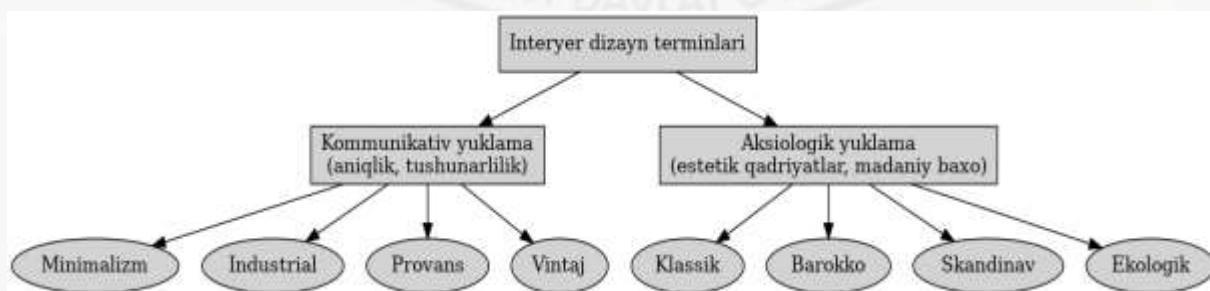 Interyer dizayn terminlari
Kommunikativ yuklama
(aniqlik, tushunarlilik)
Aksiologik yuklama
(estetik qadriyatlar, madaniy baxo)
Minimalizm
Industrial
Provans
Vintaj
Klassik
Barokko
Skandinav
Ekologik